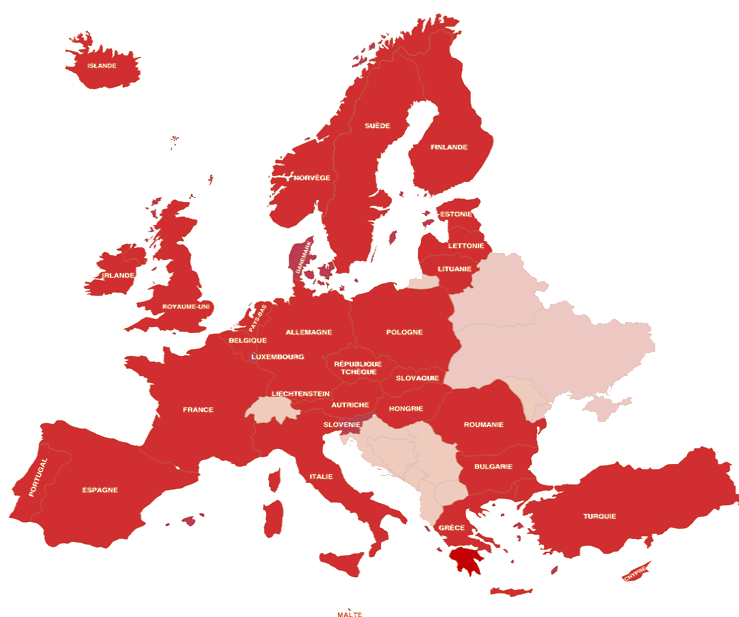 ISLANDE
SUÈDE
FINLANDE
NORVÈGE
ESTONIE
LETTONIE
LITUANIE
DANEMARK
IRLANDE
ROYAUME-UNI
PAYS-BAS
BELGIQUE
ALLEMAGNE
POLOGNE
LUXEMBOURG
RÉPUBLIQUE
TCHÈQUE
SLOVAQUIE
LIECHTENSTEIN
AUTRICHE
HONGRIE
FRANCE
SLOVENIE
ROUMANIE
BULGARIE
PORTUGAL
ESPAGNE
ITALIE
GRÈCE
TURQUIE
CHYPRE
MALTE